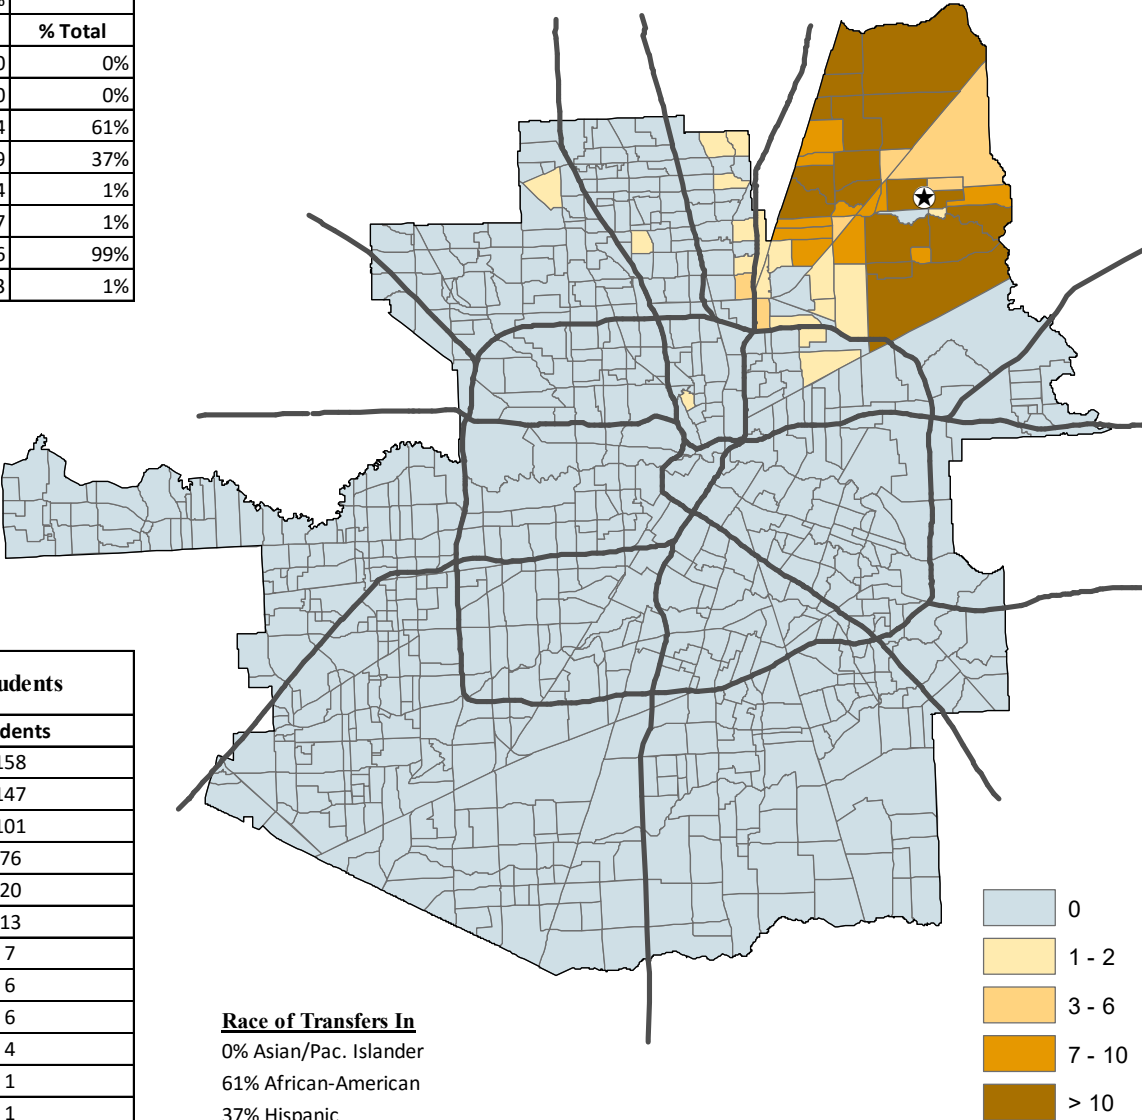 % Total
0%
0%
61%
37%
1%
1%
99%
1%
158
147
101
76
20
13
7
6
6
4
1
1
Race of Transfers In
0% Asian/Pac. Islander
61% African-American
37% Hispanic
0
1 - 2
3 - 6
7 - 10
> 10